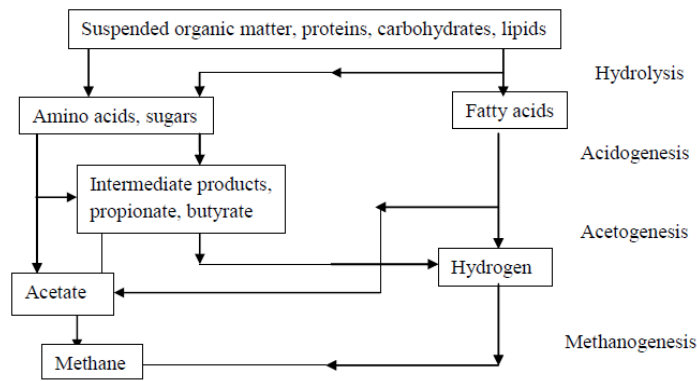 Suspended organic matter, proteins, carbohydrates, lipids
Hydrolysis
Amino acids, sugars
Fatty acids
Acidogenesis
Intermediate products,
propionate, butyrate
Acetogenesis
Hydrogen
Acetate
Methanogenesis
Methane